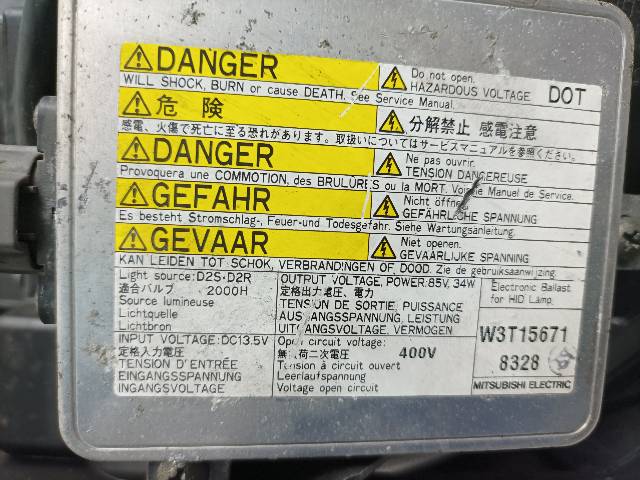 DANGER
Do not open.
HAZARDOUS VOLTAGE DOT
WILL SHOCK, BURN or cause DEATH. See Service Manual.
危険
分解禁止 感電注意
感電、火傷で死亡に至る恐れがあります。取扱いについてはサービスマニュアルを参照ください。
DANGER
Ne pas ouvrir.
TENSION DANGEREUSE
Provoquera une COMMOTION, des BRULÛRES ou la MORT. Manuel de Service.
GEFAHR
Nicht öffnen
GEFÄHRLICHE SPANNUNG
Es besteht Stromschlag-, Feuer-und Todesgefahr. Siehe Wartungsanleitung.
GEVAAR
Niet openen.
GEVAARLIJKE SPANNING
KAN LEIDEN TOT SCHOK, VERBRANDINGEN OF, DOOD. Zie de gebruiksaanwijzing.
Light source:D2S·D2R
適合バルブ 2000H
Source lumineuse
Lichtquelle
Lichtbron
OUTPUT VOLTAGE, POWER:85V, 34W
定格出力電圧、電力
TENSION DE SORTIE, PUISSANCE
AUSGANGSSPANNUNG, LEISTUNG
UITGANGSVOLTAGE, VERMOGEN
Electronic Ballast
for HID Lamp.
INPUT VOLTAGE:DC13.5V
定格入力電圧
TENSION D'ENTRÉE
EINGANGSSPANNUNG
INGANGSVOLTAGE
Open circuit voltage:
無負荷二次電圧 400V
Tension à circuit ouvert
Leerlaufspannung
Voltage open circuit
W3T15671
8328
MITSUBISHI ELECTRIC